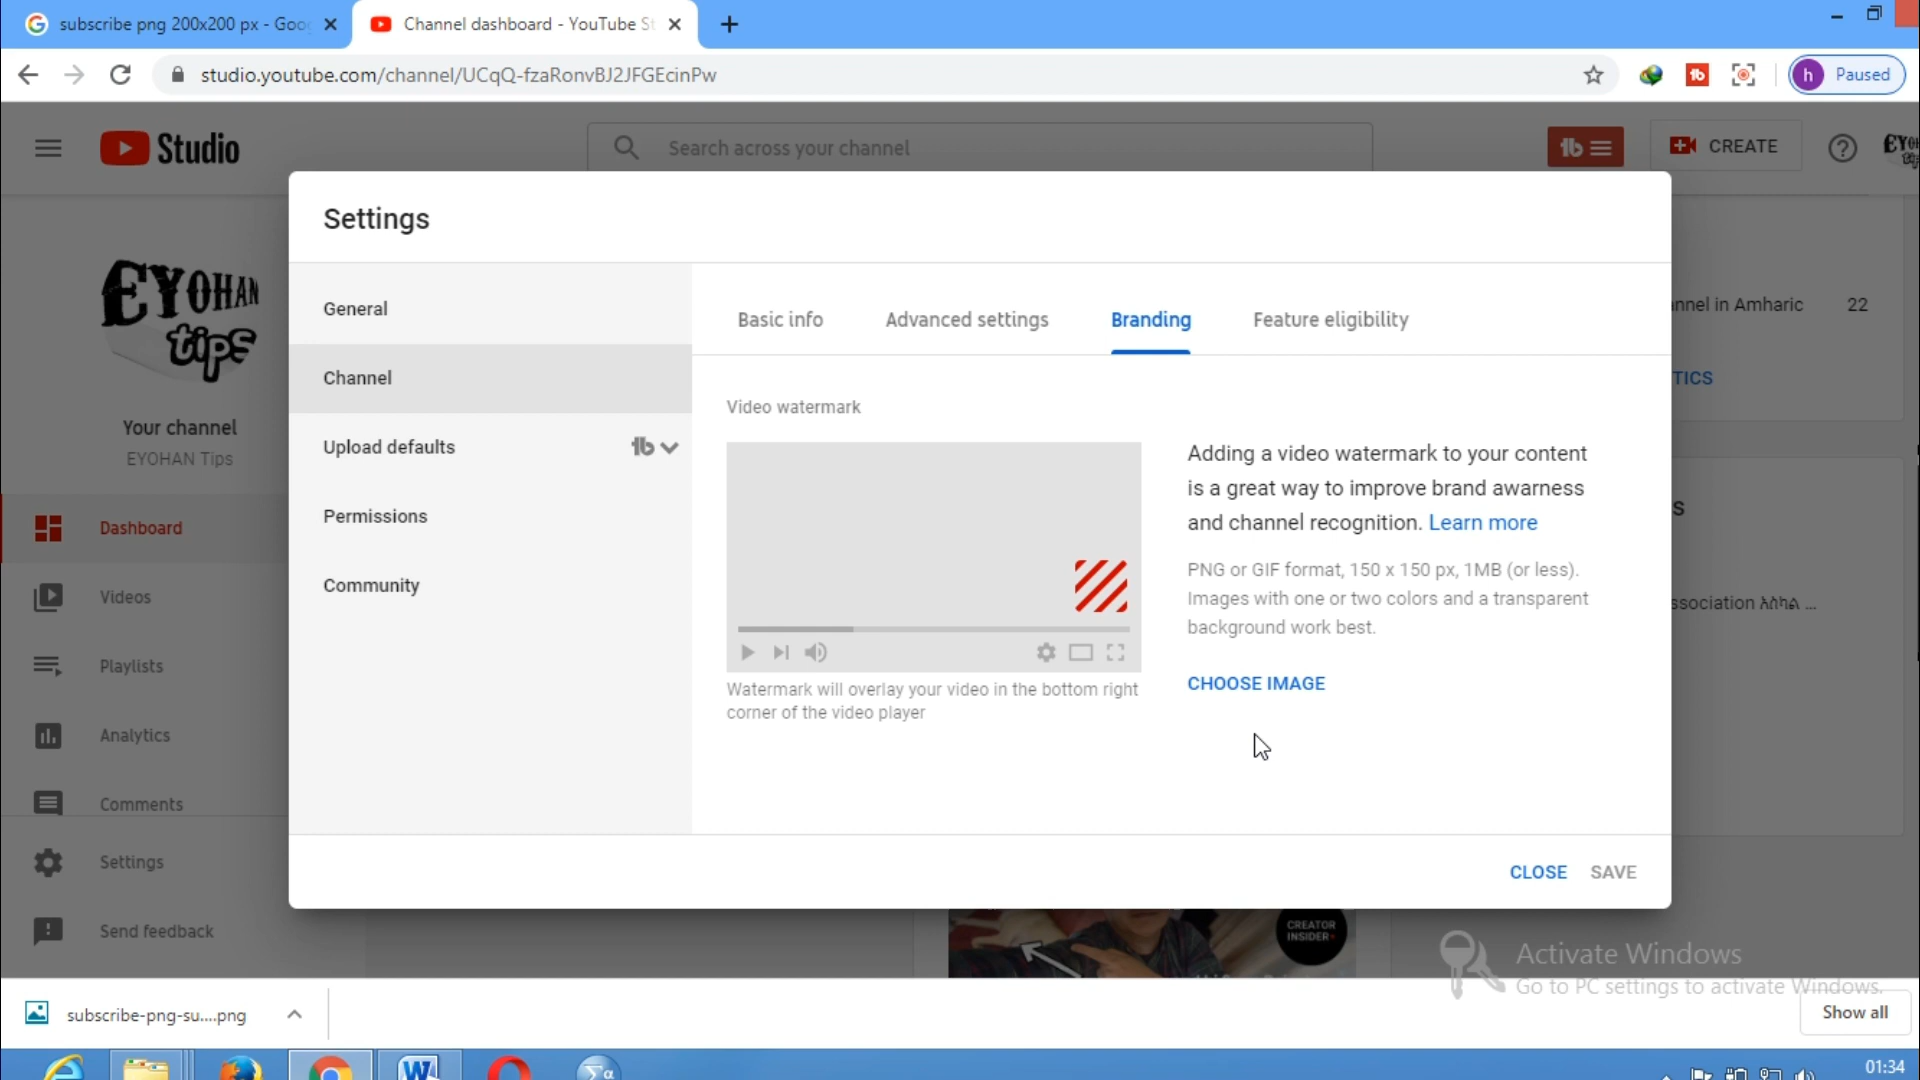 subscribe png 200x200 px - Goo
Channel dashboard - YouTube St
studio.youtube.com/channel/UCqQ-fzaRonvBJ2JFGEcinPw
h
Paused
Studio
Search across your channel
CREATE
EYOHAN
tips
Your channel
EYOHAN Tips
Dashboard
Videos
Playlists
Analytics
Comments
Settings
Send feedback
Settings
General
Channel
Upload defaults
Permissions
Community
Basic info
Advanced settings
Branding
Feature eligibility
Video watermark
Adding a video watermark to your content
is a great way to improve brand awarness
and channel recognition. Learn more
PNG or GIF format, 150 x 150 px, 1MB (or less).
Images with one or two colors and a transparent
background work best.
CHOOSE IMAGE
Watermark will overlay your video in the bottom right
corner of the video player
CLOSE
SAVE
nnel in Amharic
22
TICS
S
ssociation አስካል ...
CREATOR
INSIDER
Activate Windows
Go to PC settings to activate Windows.
subscribe-png-su....png
Show all
01:34